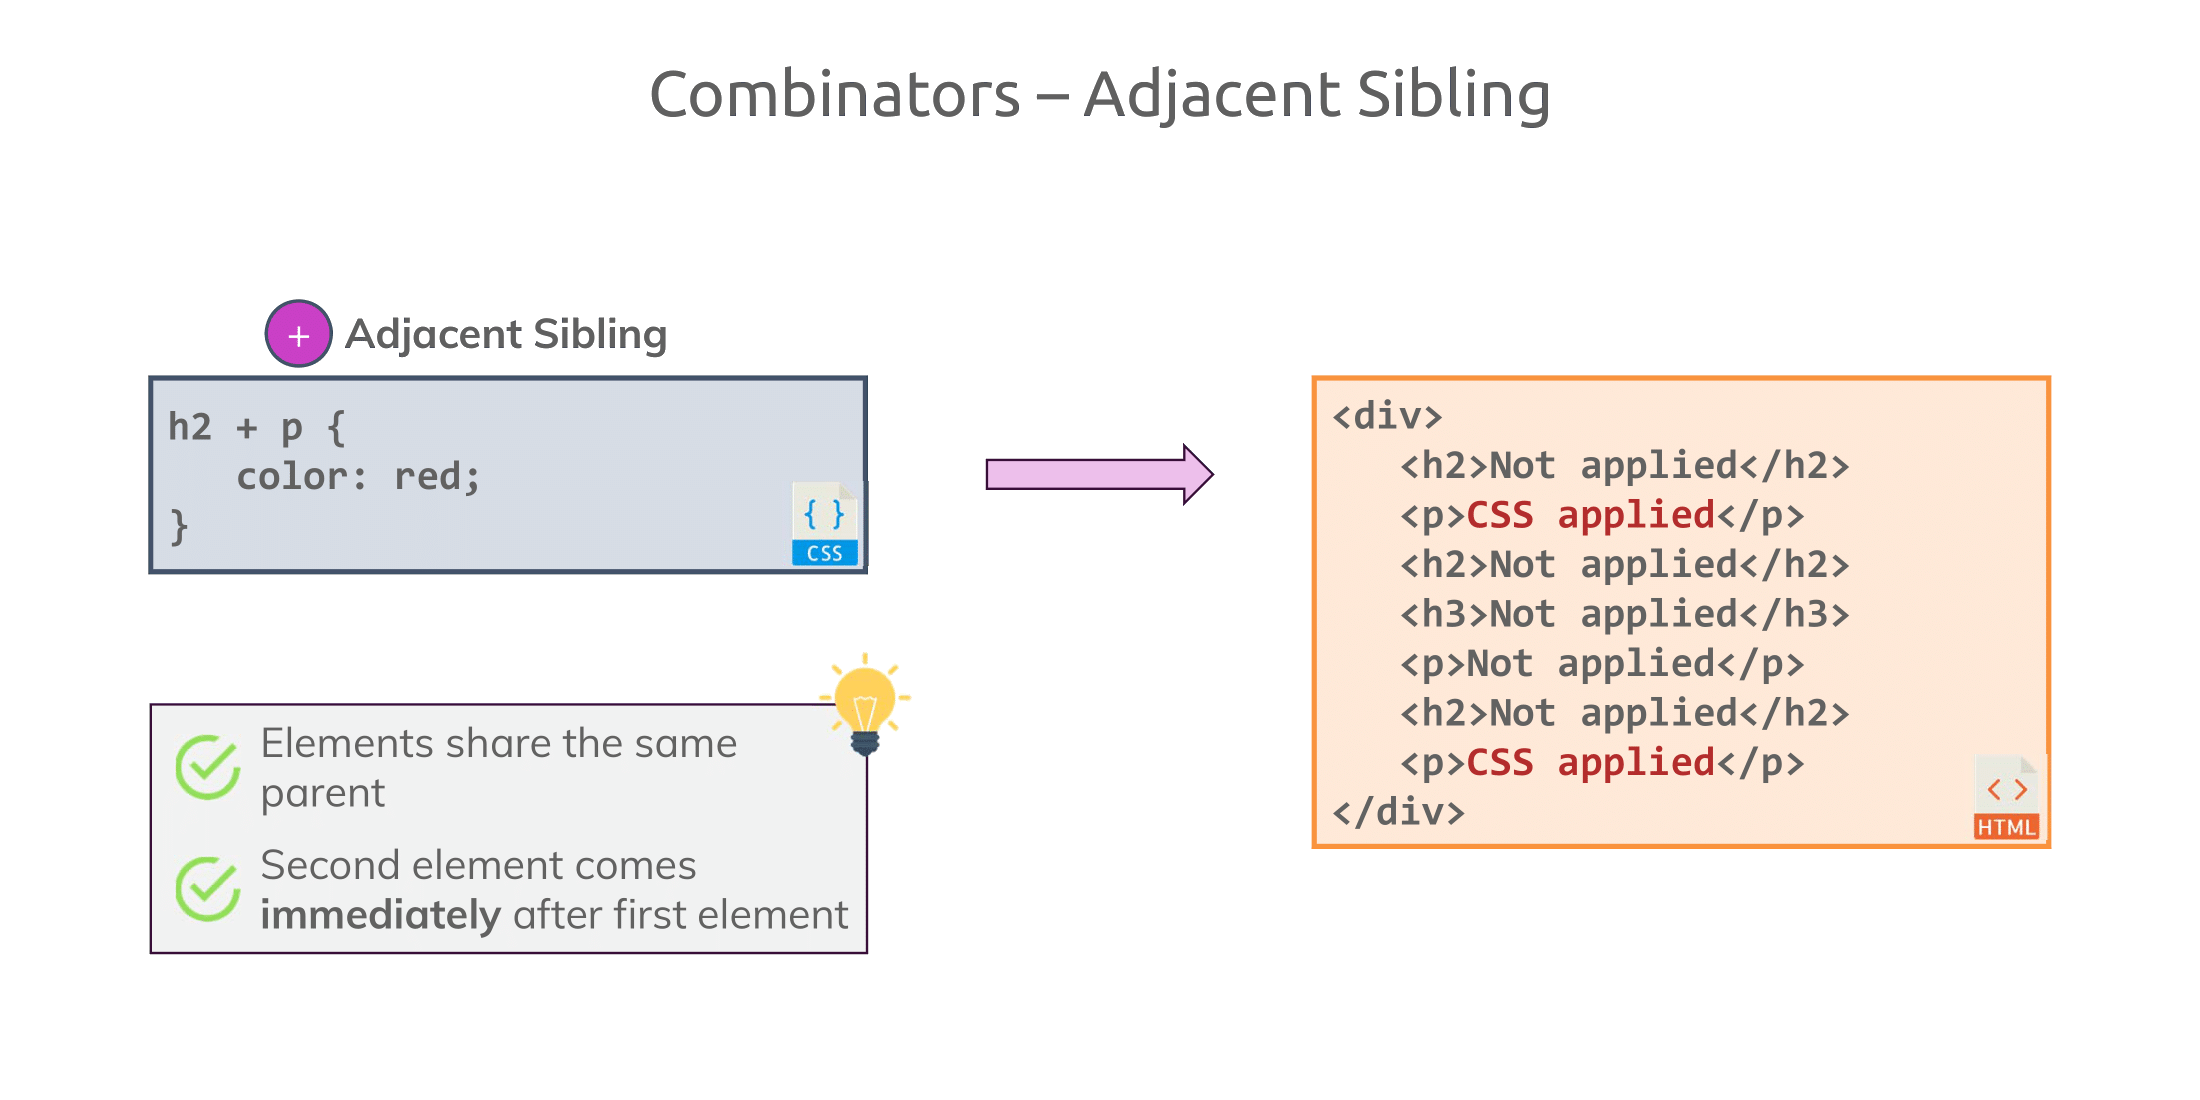 Combinators – Adjacent Sibling
+ Adjacent Sibling
h2 + p {
color: red;
}
{ }
CSS
Elements share the same
parent
Second element comes
immediately after first element
<div>
<h2>Not applied</h2>
<p>CSS applied</p>
<h2>Not applied</h2>
<h3>Not applied</h3>
<p>Not applied</p>
<h2>Not applied</h2>
<p>CSS applied</p>
</div>
< >
HTML